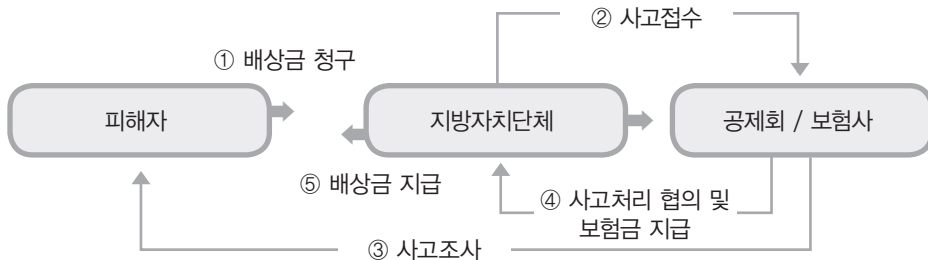 ② 사고접수
① 배상금 청구
피해자
지방자치단체
공제회 / 보험사
⑤ 배상금 지급
④ 사고처리 협의 및
보험금 지급
③ 사고조사